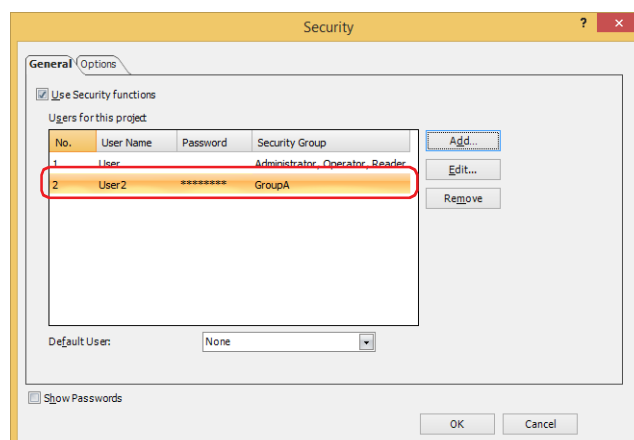 Security
? ×
General Options
Use Security functions
Users for this project
No. User Name Password Security Group
1 User Administrator, Operator, Reader
2 User2 ******** GroupA
Add...
Edit...
Remove
Default User: None
Show Passwords
OK Cancel